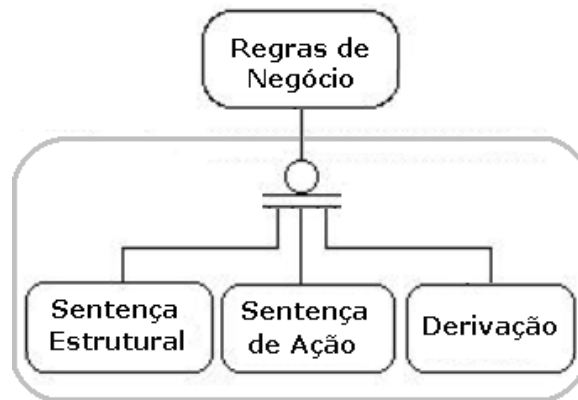 Regras de
Negócio
Sentença
Estrutural
Sentença
de Ação
Derivação